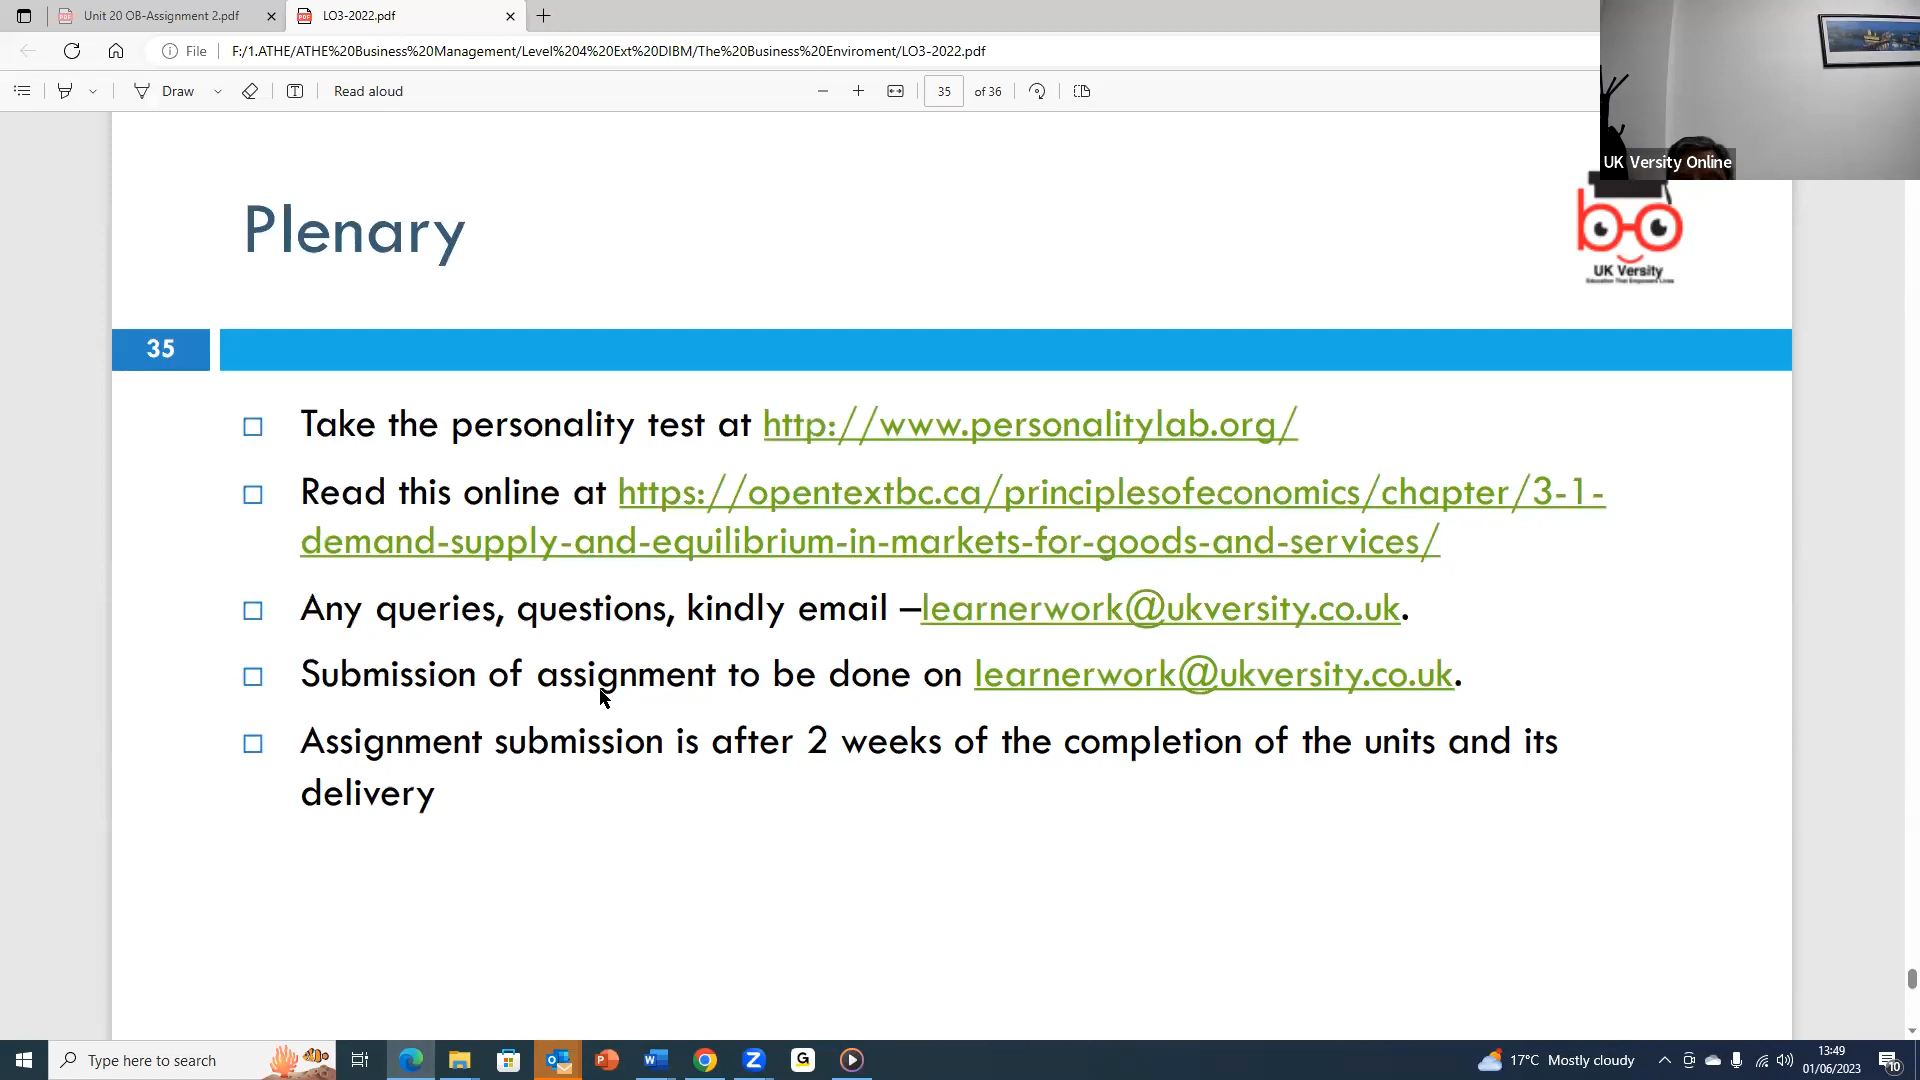 Unit 20 OB-Assignment 2.pdf
LO3-2022.pdf
File
F:/1.ATHE/ATHE%20Business%20Management/Level%204%20Ext%20DIBM/The%20Business%20Enviroment/LO3-2022.pdf
Draw
Read aloud
35 of 36
UK Versity Online
Plenary
UK Versity
Education That Empowers Lives
35
Take the personality test at http://www.personalitylab.org/
Read this online at https://opentextbc.ca/principlesofeconomics/chapter/3-1-
demand-supply-and-equilibrium-in-markets-for-goods-and-services/
Any queries, questions, kindly email –learnerwork@ukversity.co.uk.
Submission of assignment to be done on learnerwork@ukversity.co.uk.
Assignment submission is after 2 weeks of the completion of the units and its
delivery
Type here to search
17°C Mostly cloudy
13:49
01/06/2023
10